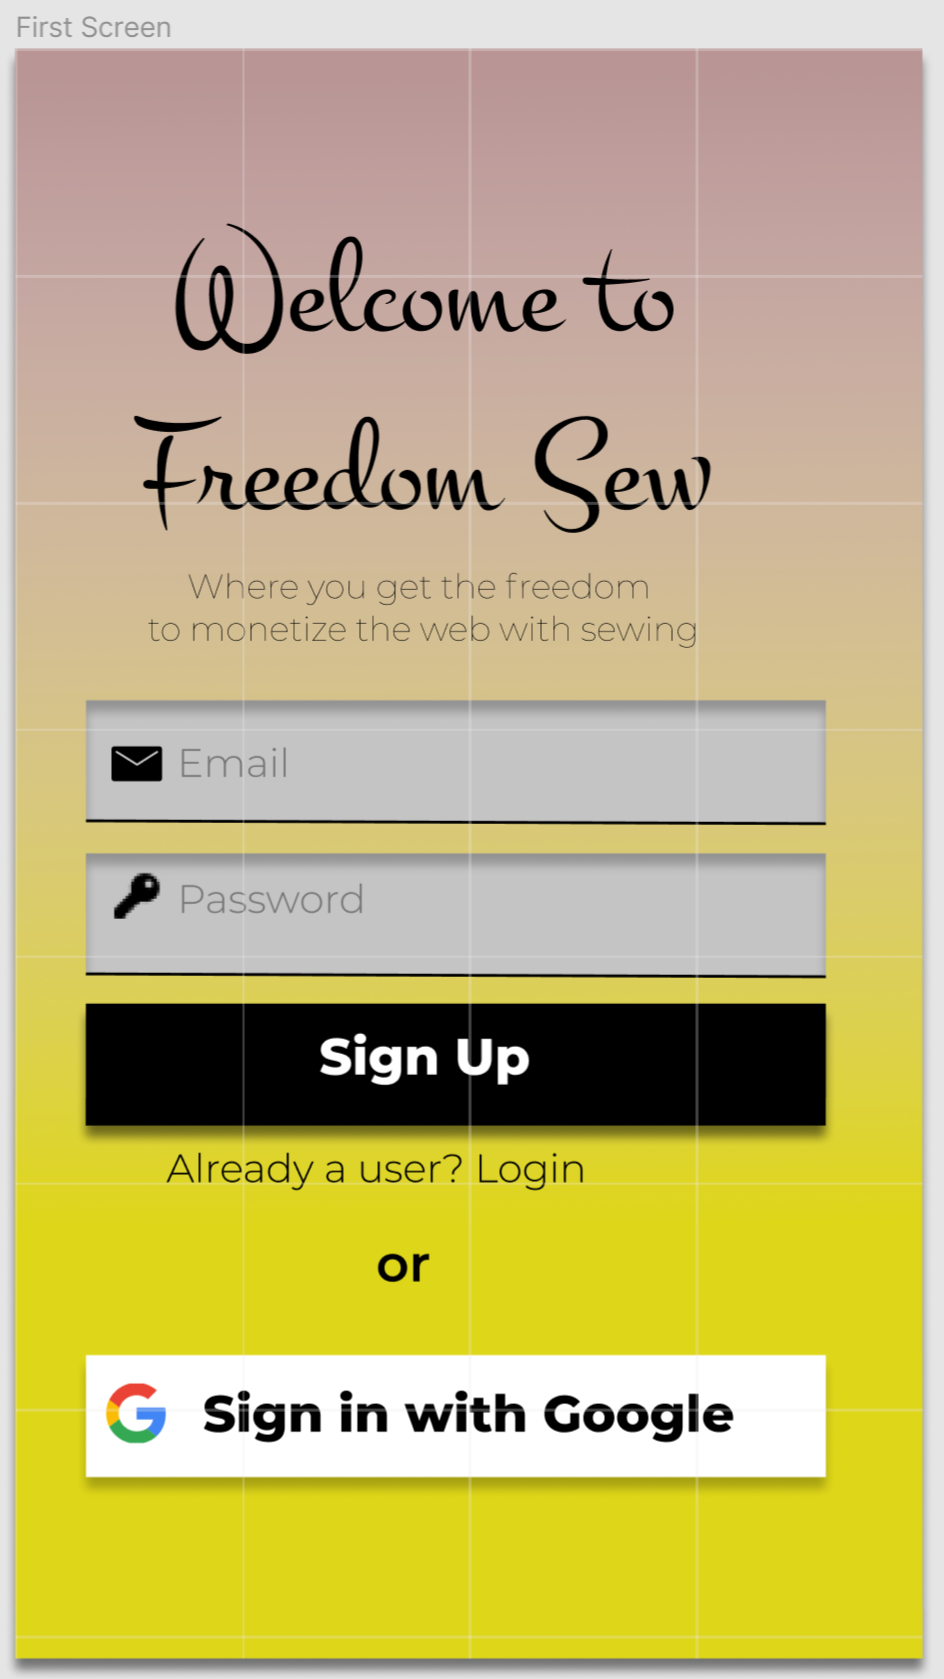 First Screen
Welcome to
Freedom Sew
Where you get the freedom
to monetize the web with sewing
Email
Password
Sign Up
Already a user? Login
or
Sign in with Google